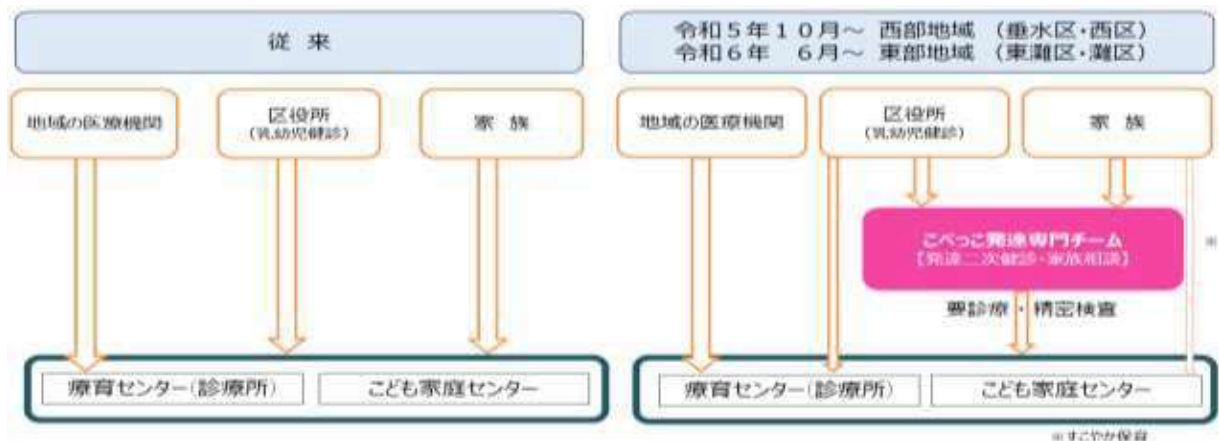 従来
地域の医療機関
区役所
(乳幼児健診)
家族
療育センター(診療所)
こども家庭センター
令和5年10月～ 西部地域 (垂水区・西区)
令和6年 6月～ 東部地域 (東灘区・灘区)
地域の医療機関
区役所
(乳幼児健診)
家族
こべっこ発達専門チーム
【発達二次健診・家族相談】
※
要診療・精密検査
療育センター(診療所)
こども家庭センター
※すこやか保育